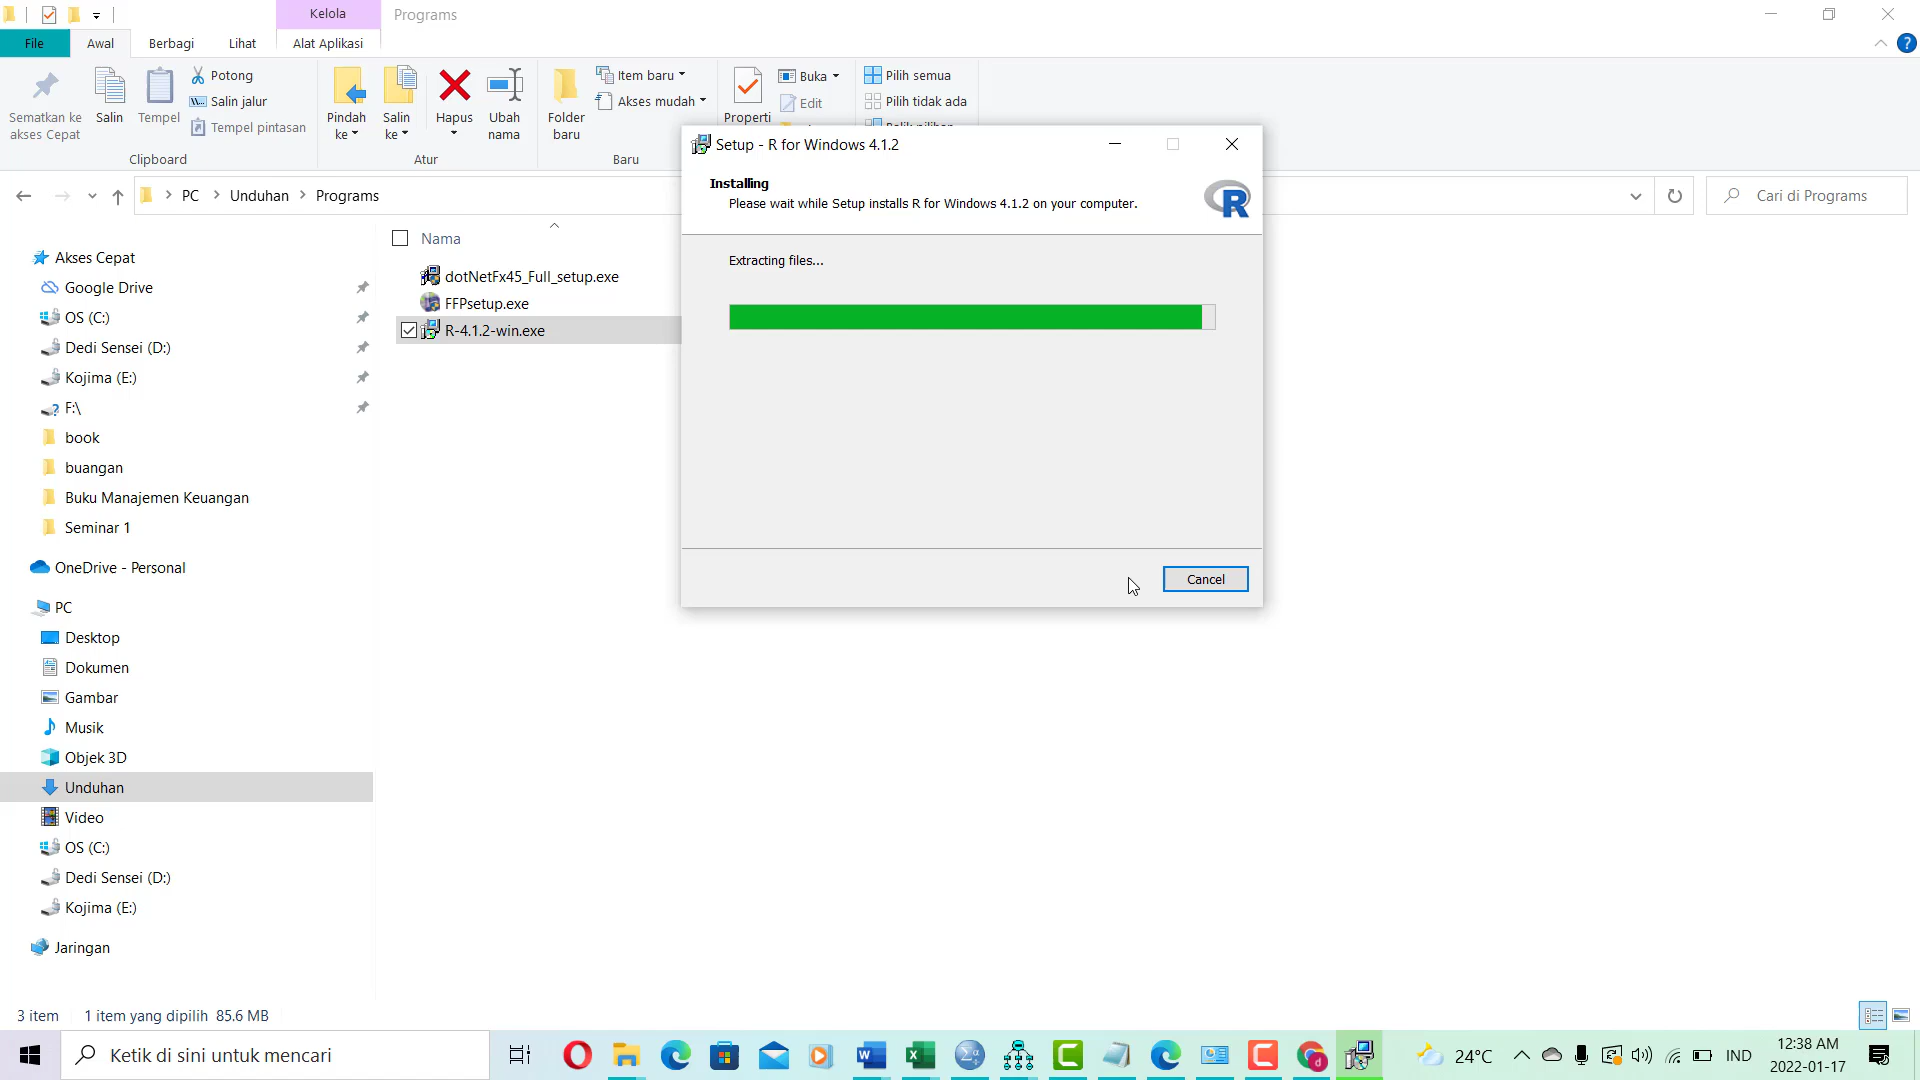 Kelola
Programs
File
Awal
Berbagi
Lihat
Alat Aplikasi
Sematkan ke
akses Cepat
Salin
Tempel
Potong
Salin jalur
Tempel pintasan
Clipboard
Pindah
ke
Salin
ke
Hapus
Ubah
nama
Atur
Folder
baru
Item baru
Akses mudah
Baru
Properti
Buka
Edit
Pilih semua
Pilih tidak ada
Balik pilihan
PC
Unduhan
Programs
Cari di Programs
Akses Cepat
Google Drive
OS (C:)
Dedi Sensei (D:)
Kojima (E:)
F:\
book
buangan
Buku Manajemen Keuangan
Seminar 1
OneDrive - Personal
PC
Desktop
Dokumen
Gambar
Musik
Objek 3D
Unduhan
Video
OS (C:)
Dedi Sensei (D:)
Kojima (E:)
Jaringan
Nama
dotNetFx45_Full_setup.exe
FFPsetup.exe
R-4.1.2-win.exe
Setup - R for Windows 4.1.2
Installing
Please wait while Setup installs R for Windows 4.1.2 on your computer.
R
Extracting files...
Cancel
3 item
1 item yang dipilih 85.6 MB
Ketik di sini untuk mencari
24°C
IND
12:38 AM
2022-01-17